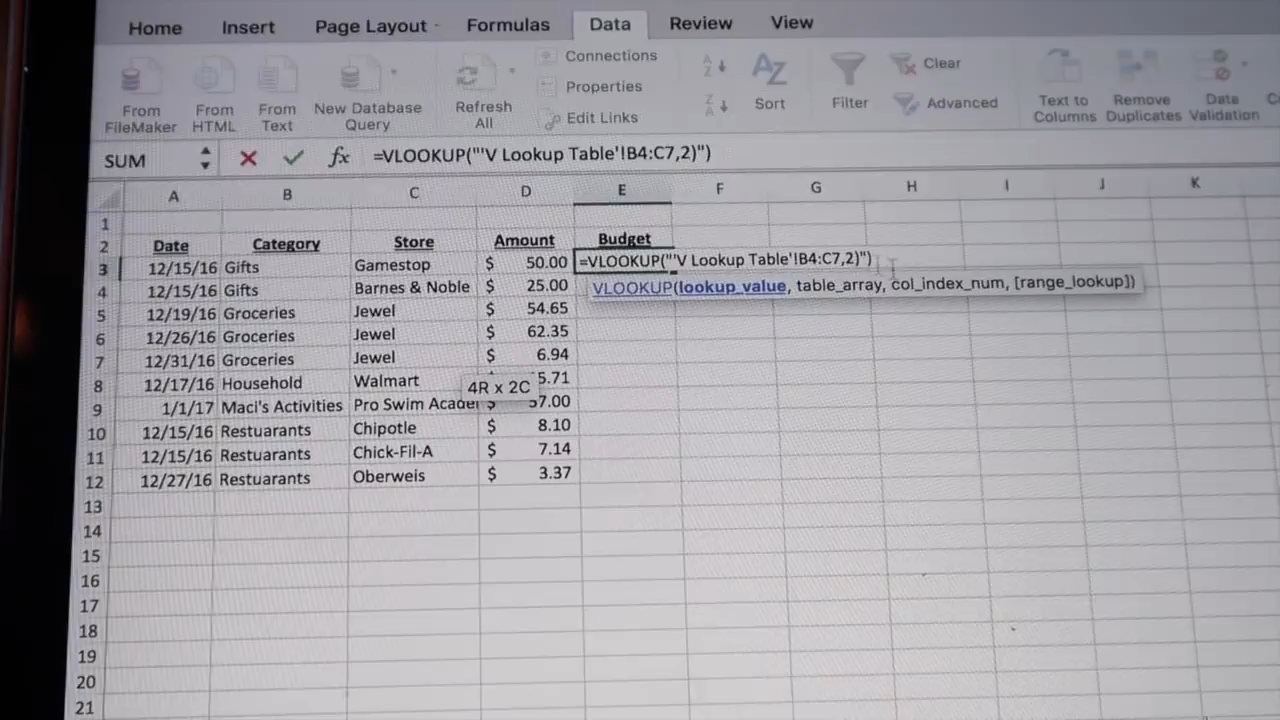 Home Insert Page Layout Formulas Data Review View
From FileMaker
From HTML
From Text
New Database Query
Refresh All
Connections
Properties
Edit Links
Sort
Filter
Clear
Advanced
Text to Columns
Remove Duplicates
Data Validation
SUM fx =VLOOKUP("'V Lookup Table'!B4:C7,2)")
A B C D E F G H I J K
1
2 Date Category Store Amount Budget
3 12/15/16 Gifts Gamestop $ 50.00 =VLOOKUP("'V Lookup Table'!B4:C7,2)")
VLOOKUP(lookup_value, table_array, col_index_num, [range_lookup])
4 12/15/16 Gifts Barnes & Noble $ 25.00
5 12/19/16 Groceries Jewel $ 54.65
6 12/26/16 Groceries Jewel $ 62.35
7 12/31/16 Groceries Jewel $ 6.94
8 12/17/16 Household Walmart 5.71
4R x 2C
9 1/1/17 Maci's Activities Pro Swim Acade $ 57.00
10 12/15/16 Restuarants Chipotle $ 8.10
11 12/15/16 Restuarants Chick-Fil-A $ 7.14
12 12/27/16 Restuarants Oberweis $ 3.37
13
14
15
16
17
18
19
20
21